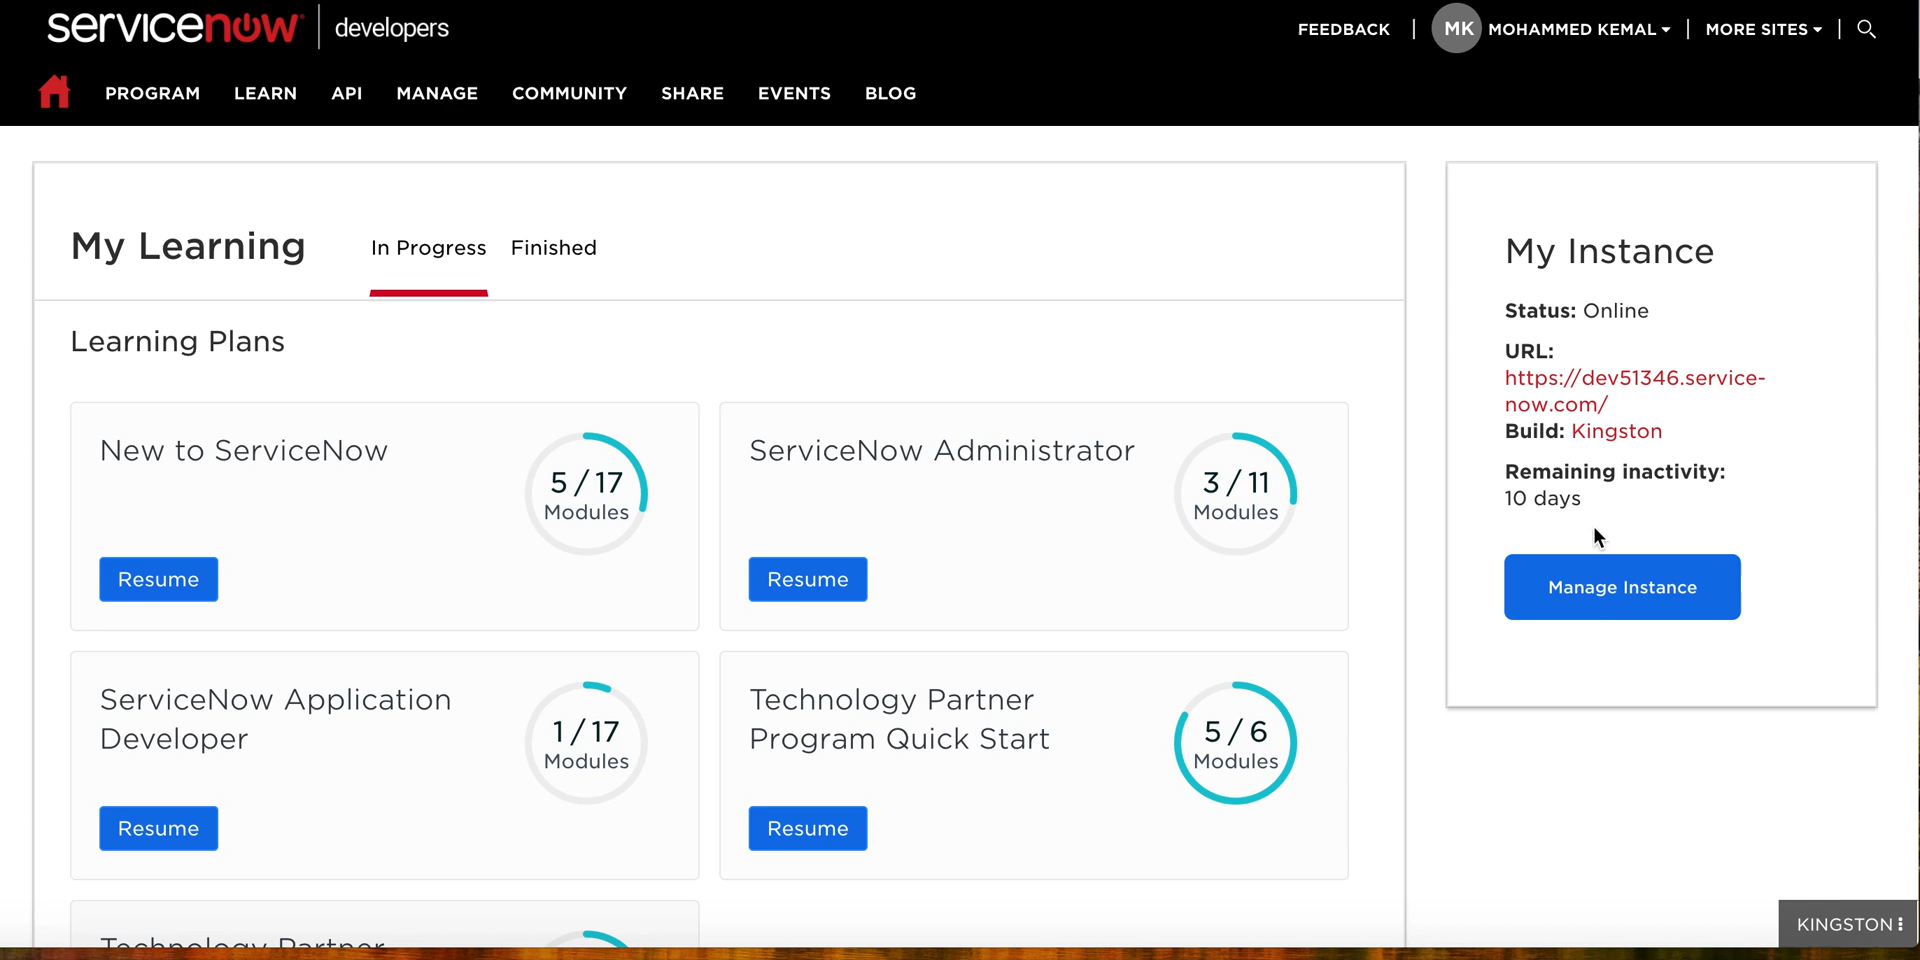 servicenow developers
FEEDBACK
MK MOHAMMED KEMAL
MORE SITES
PROGRAM LEARN API MANAGE COMMUNITY SHARE EVENTS BLOG
My Learning
In Progress Finished
Learning Plans
New to ServiceNow
5 / 17
Modules
Resume
ServiceNow Administrator
3 / 11
Modules
Resume
ServiceNow Application
Developer
1 / 17
Modules
Resume
Technology Partner
Program Quick Start
5 / 6
Modules
Resume
Technology Partner
My Instance
Status: Online
URL:
https://dev51346.service-
now.com/
Build: Kingston
Remaining inactivity:
10 days
Manage Instance
KINGSTON